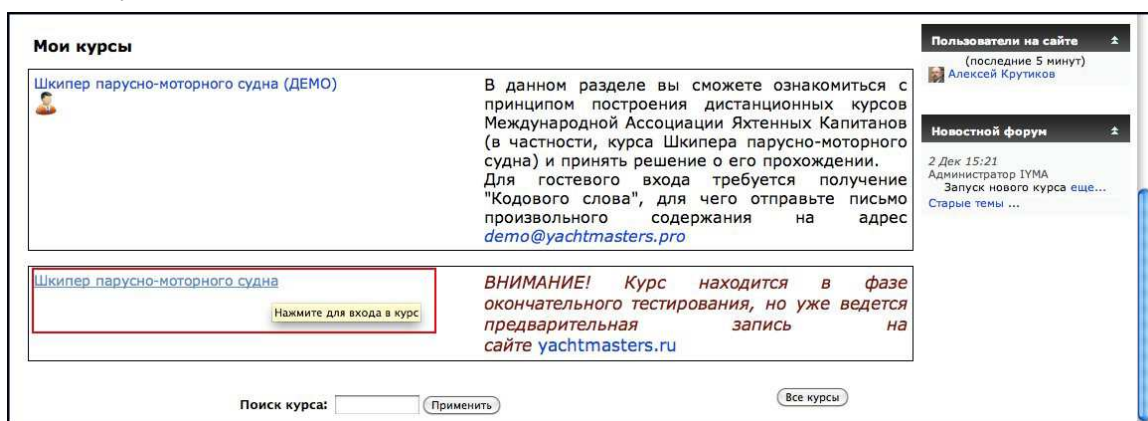 Мои курсы
Шкипер парусно-моторного судна (ДЕМО)
В данном разделе вы сможете ознакомиться с
принципом построения дистанционных курсов
Международной Ассоциации Яхтенных Капитанов
(в частности, курса Шкипера парусно-моторного
судна) и принять решение о его прохождении.
Для гостевого входа требуется получение
"Кодового слова", для чего отправьте письмо
произвольного содержания на адрес
demo@yachtmasters.pro
Шкипер парусно-моторного судна
Нажмите для входа в курс
ВНИМАНИЕ! Курс находится в фазе
окончательного тестирования, но уже ведется
предварительная запись на
сайте yachtmasters.ru
Поиск курса:
Применить
Все курсы
Пользователи на сайте
(последние 5 минут)
Алексей Крутиков
Новостной форум
2 Дек 15:21
Администратор IYMA
Запуск нового курса еще...
Старые темы ...